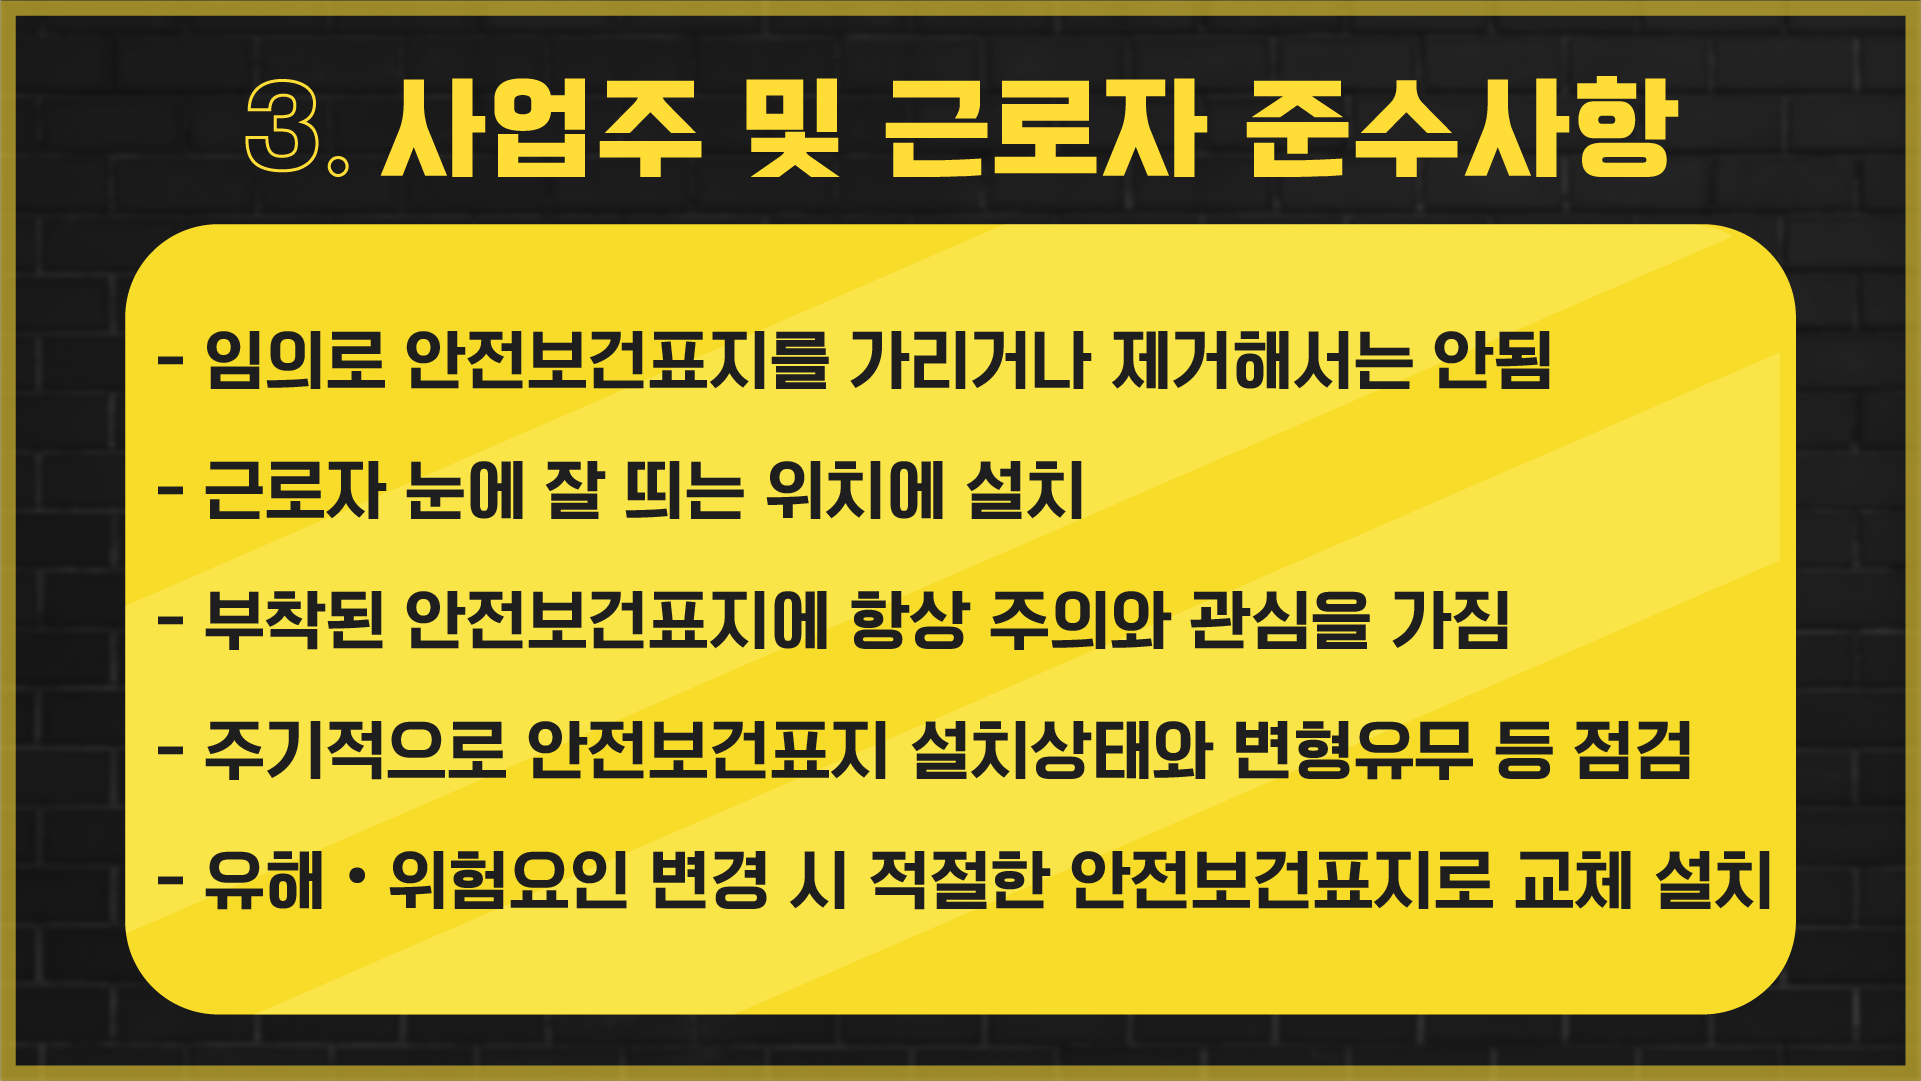 3. 사업주 및 근로자 준수사항
- 임의로 안전보건표지를 가리거나 제거해서는 안됨
- 근로자 눈에 잘 띄는 위치에 설치
- 부착된 안전보건표지에 항상 주의와 관심을 가짐
- 주기적으로 안전보건표지 설치상태와 변형유무 등 점검
- 유해 · 위험요인 변경 시 적절한 안전보건표지로 교체 설치